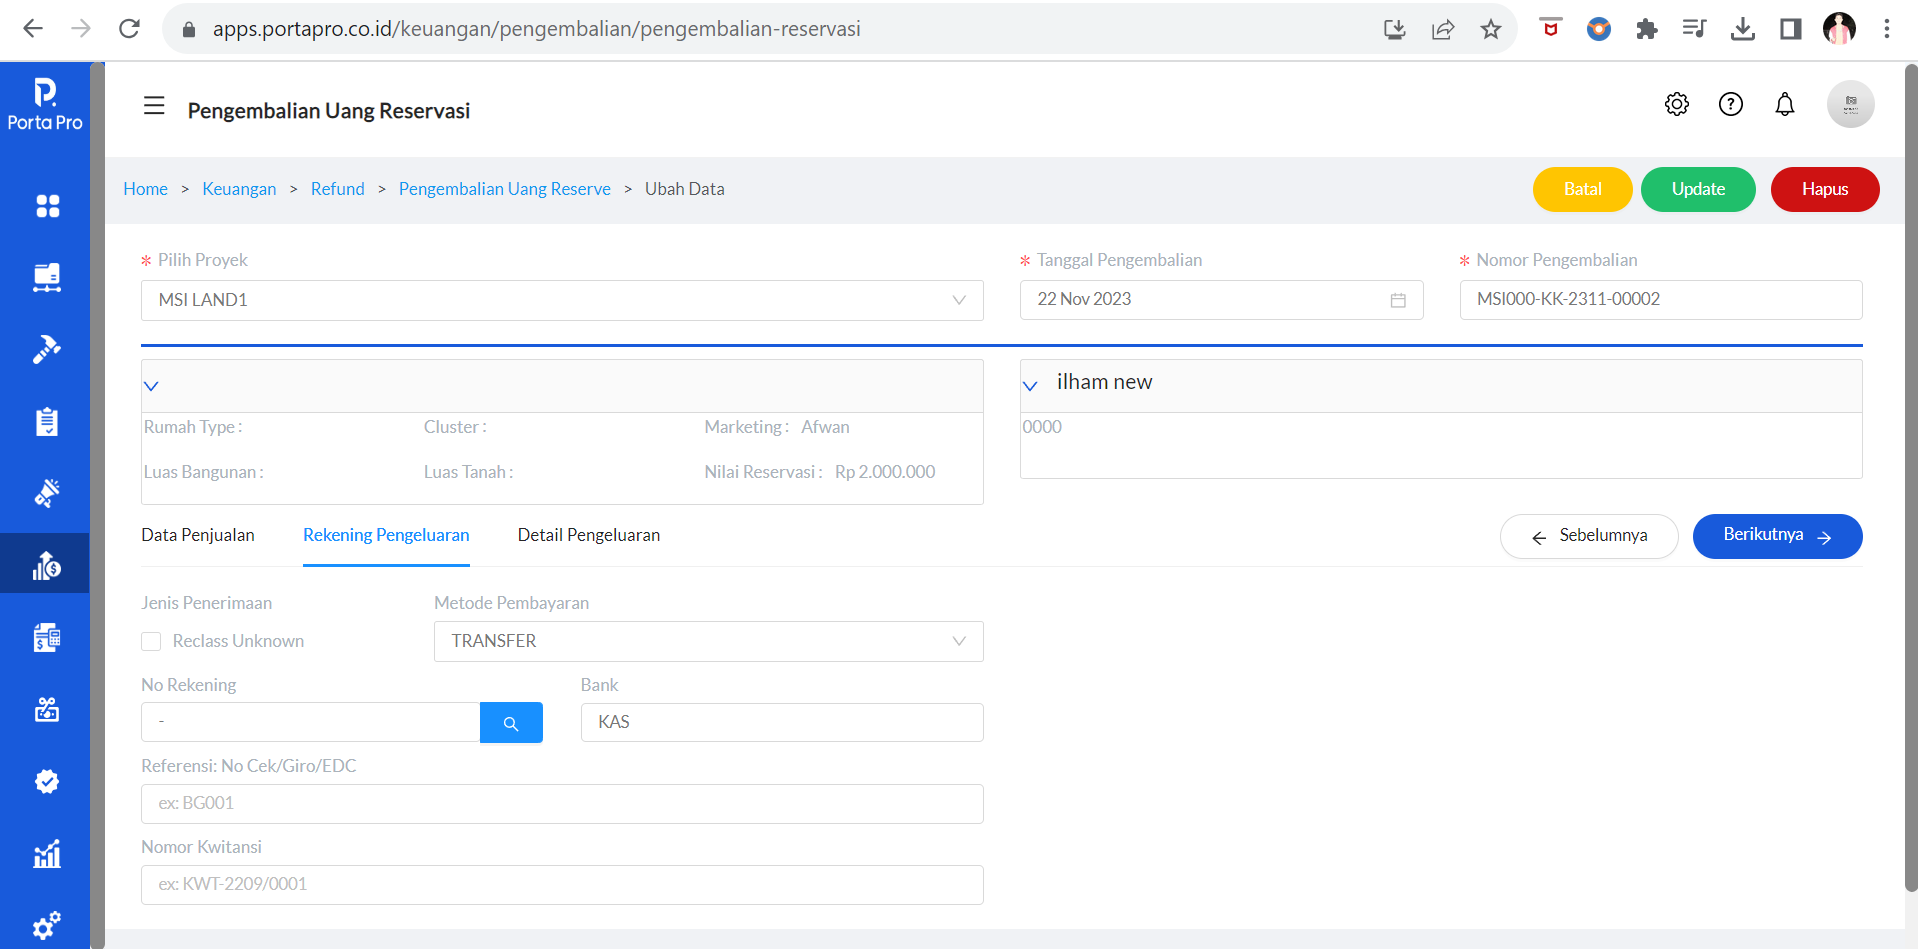 apps.portapro.co.id/keuangan/pengembalian/pengembalian-reservasi
Porta Pro
Pengembalian Uang Reservasi
Home > Keuangan > Refund > Pengembalian Uang Reserve > Ubah Data
Batal
Update
Hapus
* Pilih Proyek
* Tanggal Pengembalian
* Nomor Pengembalian
MSI LAND1
22 Nov 2023
MSI000-KK-2311-00002
ilham new
Rumah Type :
Cluster :
Marketing : Afwan
0000
Luas Bangunan :
Luas Tanah :
Nilai Reservasi : Rp 2.000.000
Data Penjualan
Rekening Pengeluaran
Detail Pengeluaran
← Sebelumnya
Berikutnya →
Jenis Penerimaan
Metode Pembayaran
Reclass Unknown
TRANSFER
No Rekening
Bank
-
KAS
Referensi: No Cek/Giro/EDC
ex: BG001
Nomor Kwitansi
ex: KWT-2209/0001